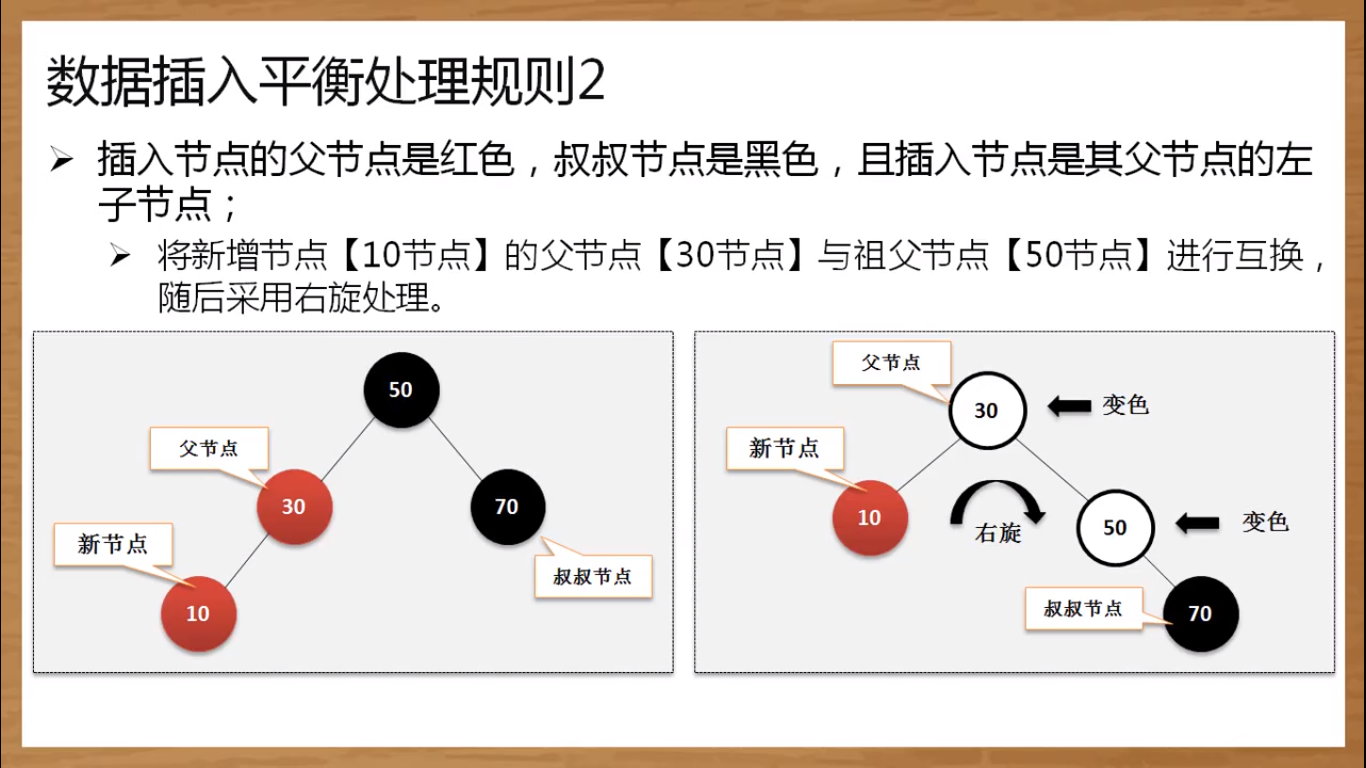 数据插入平衡处理规则2
插入节点的父节点是红色，叔叔节点是黑色，且插入节点是其父节点的左
子节点；
将新增节点【10节点】的父节点【30节点】与祖父节点【50节点】进行互换，
随后采用右旋处理。
50
父节点
30
70
新节点
叔叔节点
10
父节点
30
变色
新节点
10
右旋
50
变色
叔叔节点
70